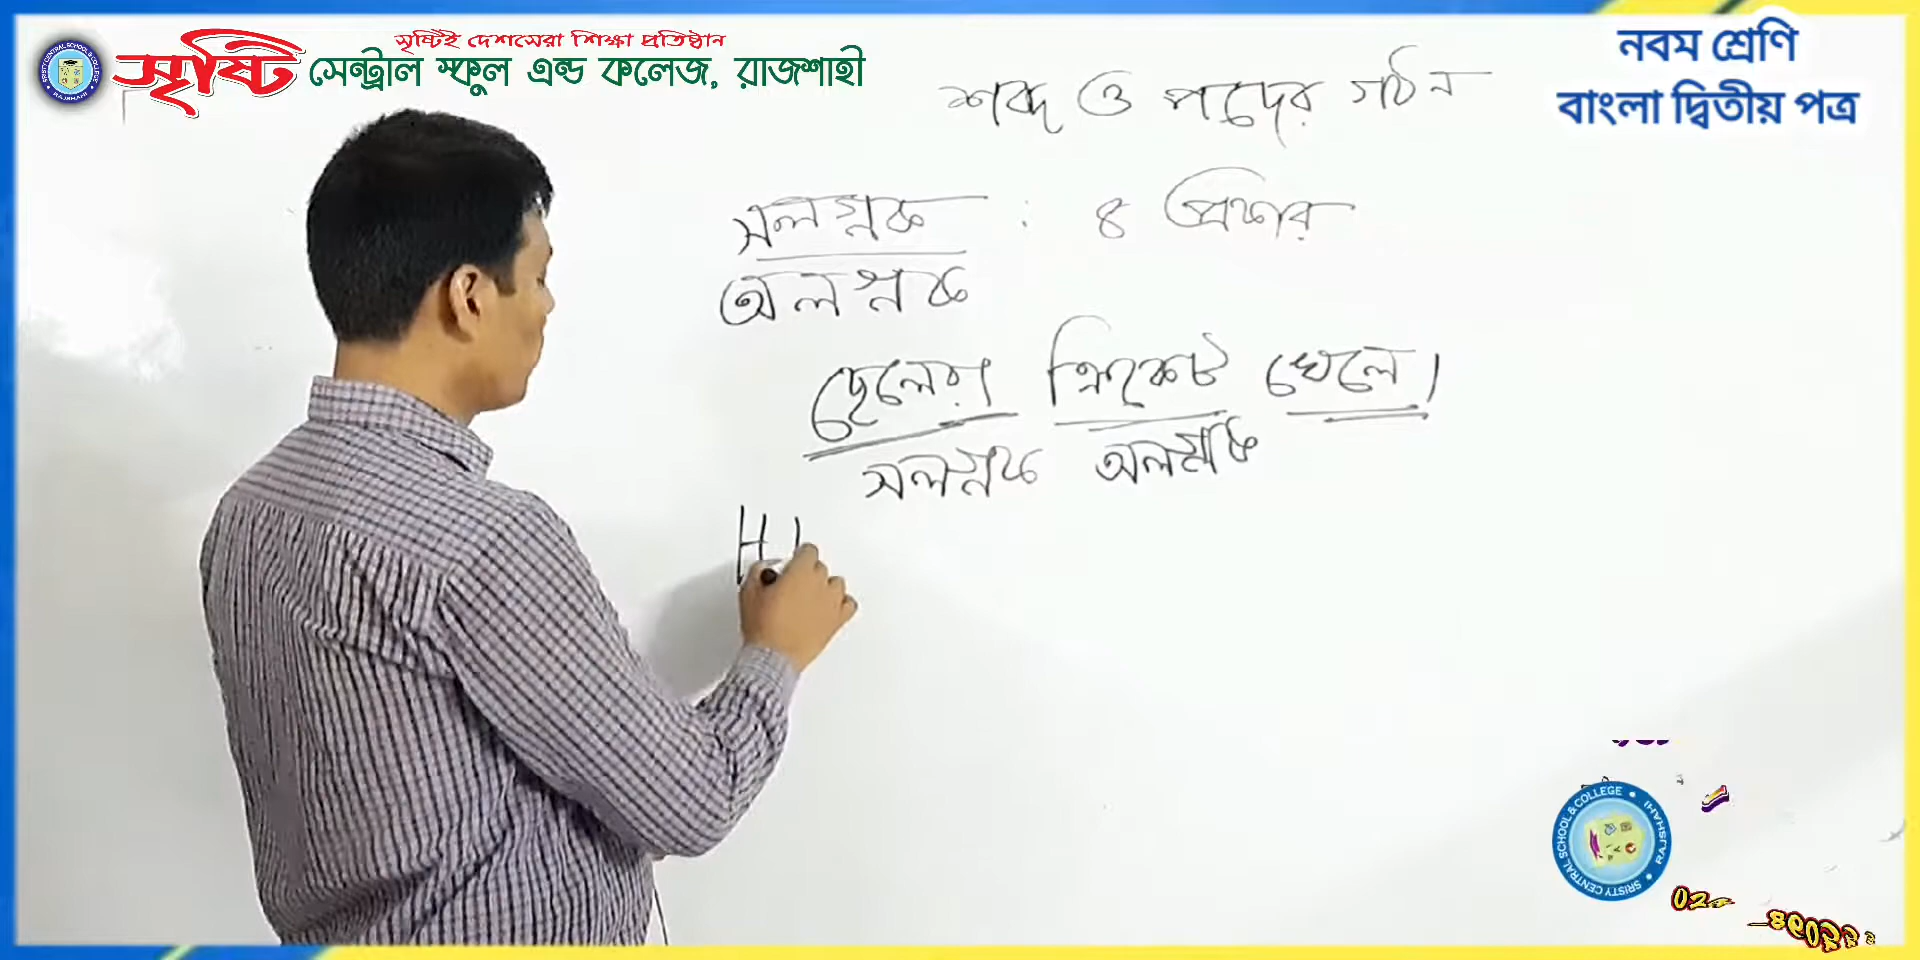 সৃষ্টিই দেশসেরা শিক্ষা প্রতিষ্ঠান
সৃষ্টি সেন্ট্রাল স্কুল এন্ড কলেজ, রাজশাহী
নবম শ্রেণি
বাংলা দ্বিতীয় পত্র
শব্দ ও পদের গঠন
সলগ্নক : ৪ প্রকার
অলগ্নক
ছেলেরা ক্রিকেট খেলে।
সলগ্নক অলগ্নক
SRISTY CENTRAL SCHOOL & COLLEGE
RAJSHAHI